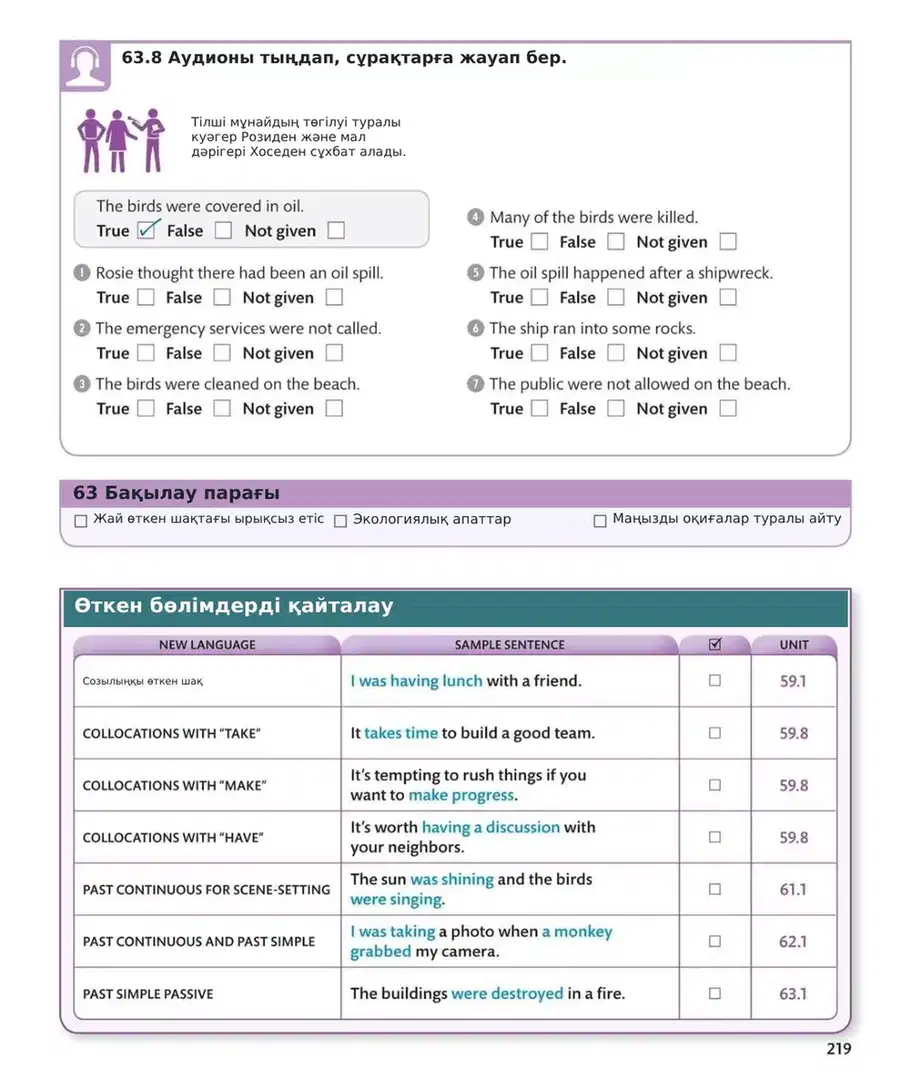 63.8 Аудионы тыңдап, сұрақтарға жауап бер.
Тілші мұнайдың төгілуі туралы
куәгер Розиден және мал
дәрігері Хоседен сұхбат алады.
The birds were covered in oil.
True False Not given
1 Rosie thought there had been an oil spill.
True False Not given
2 The emergency services were not called.
True False Not given
3 The birds were cleaned on the beach.
True False Not given
4 Many of the birds were killed.
True False Not given
5 The oil spill happened after a shipwreck.
True False Not given
6 The ship ran into some rocks.
True False Not given
7 The public were not allowed on the beach.
True False Not given
63 Бақылау парағы
Жай өткен шақтағы ырықсыз етіс Экологиялық апаттар Маңызды оқиғалар туралы айту
Өткен бөлімдерді қайталау
NEW LANGUAGE SAMPLE SENTENCE UNIT
Созылыңқы өткен шақ I was having lunch with a friend. 59.1
COLLOCATIONS WITH “TAKE” It takes time to build a good team. 59.8
COLLOCATIONS WITH “MAKE” It’s tempting to rush things if you
want to make progress. 59.8
COLLOCATIONS WITH “HAVE” It’s worth having a discussion with
your neighbors. 59.8
PAST CONTINUOUS FOR SCENE-SETTING The sun was shining and the birds
were singing. 61.1
PAST CONTINUOUS AND PAST SIMPLE I was taking a photo when a monkey
grabbed my camera. 62.1
PAST SIMPLE PASSIVE The buildings were destroyed in a fire. 63.1
219